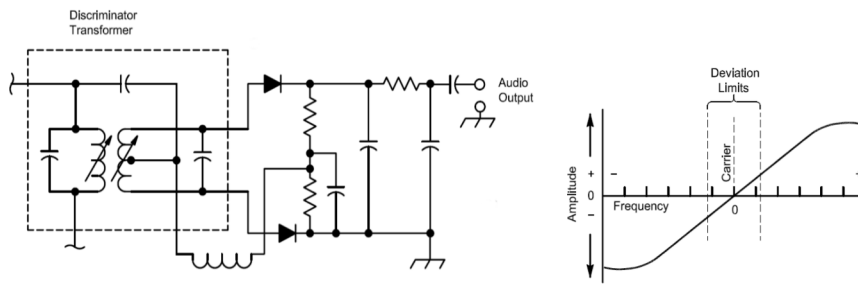 Discriminator
Transformer
Audio
Output
Deviation
Limits
Carrier
Amplitude
+
0
−
−
Frequency
0